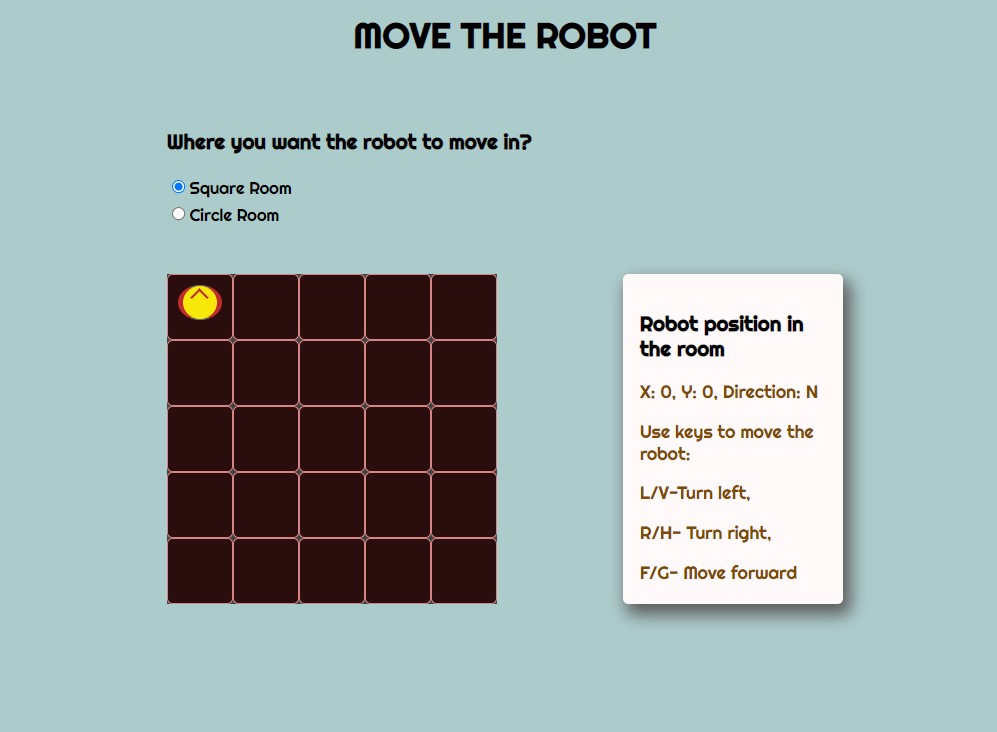 MOVE THE ROBOT
Where you want the robot to move in?
Square Room
Circle Room
Robot position in
the room
X: 0, Y: 0, Direction: N
Use keys to move the
robot:
L/V-Turn left,
R/H- Turn right,
F/G- Move forward